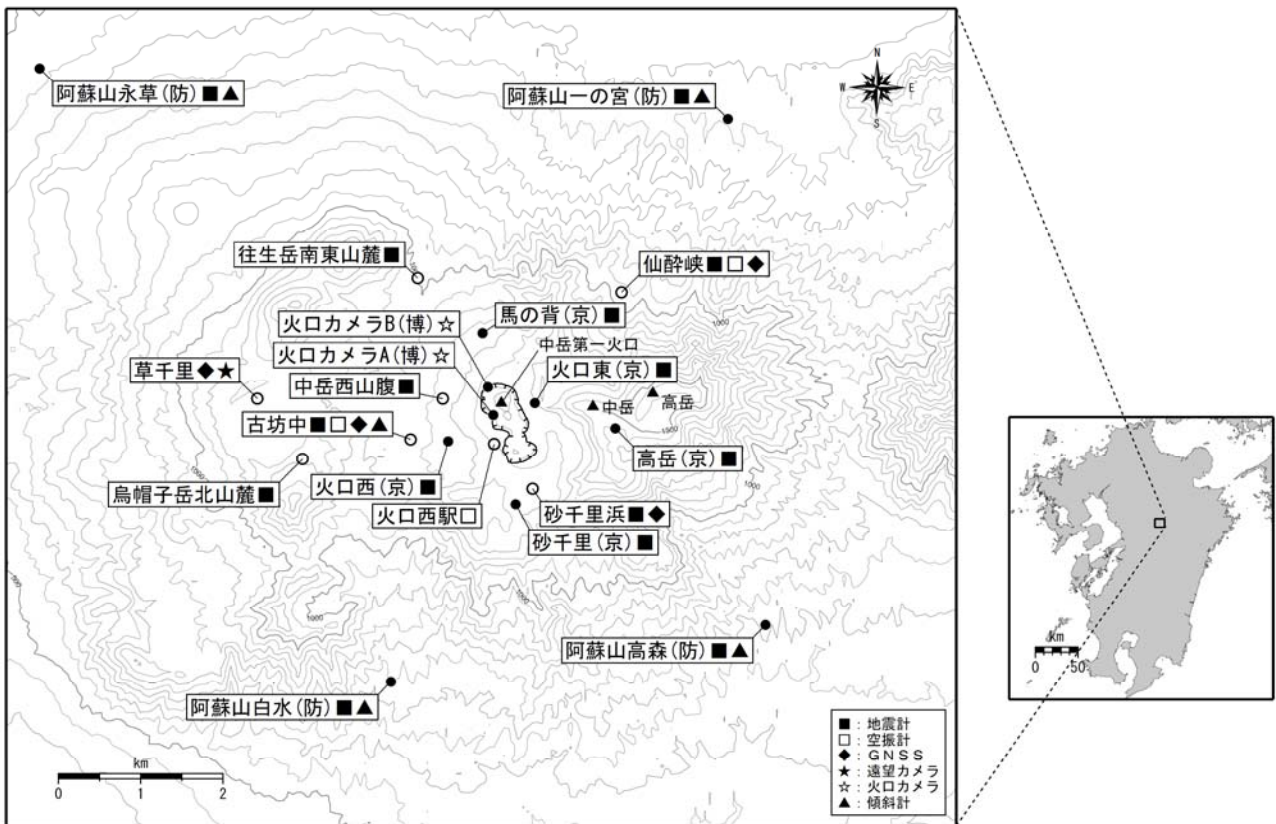 阿蘇山永草(防)■▲
阿蘇山一の宮(防)■▲
N
W
E
S
往生岳南東山麓■
仙酔峡■□◆
火口カメラB(博)☆
馬の背(京)■
火口カメラA(博)☆
中岳第一火口
草千里◆★
中岳西山腹■
火口東(京)■
中岳
高岳
古坊中■□◆▲
高岳(京)■
烏帽子岳北山麓■
火口西(京)■
火口西駅□
砂千里浜■◆
砂千里(京)■
1000
1000
1000
1000
1300
500
阿蘇山高森(防)■▲
阿蘇山白水(防)■▲
km
0 1 2
■:地震計
□:空振計
◆:GNSS
★:遠望カメラ
☆:火口カメラ
▲:傾斜計
km
0 50